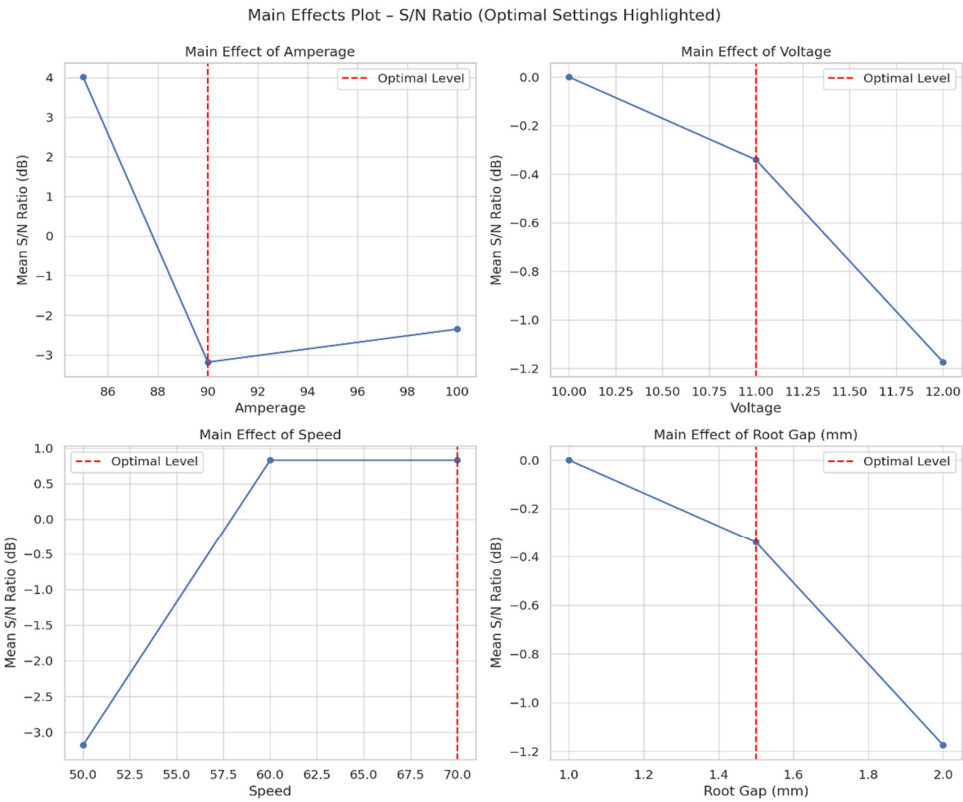 Main Effects Plot – S/N Ratio (Optimal Settings Highlighted)
Main Effect of Amperage
Optimal Level
Mean S/N Ratio (dB)
4
3
2
1
0
−1
−2
−3
86 88 90 92 94 96 98 100
Amperage
Main Effect of Voltage
Optimal Level
Mean S/N Ratio (dB)
0.0
−0.2
−0.4
−0.6
−0.8
−1.0
−1.2
10.00 10.25 10.50 10.75 11.00 11.25 11.50 11.75 12.00
Voltage
Main Effect of Speed
Optimal Level
Mean S/N Ratio (dB)
1.0
0.5
0.0
−0.5
−1.0
−1.5
−2.0
−2.5
−3.0
50.0 52.5 55.0 57.5 60.0 62.5 65.0 67.5 70.0
Speed
Main Effect of Root Gap (mm)
Optimal Level
Mean S/N Ratio (dB)
0.0
−0.2
−0.4
−0.6
−0.8
−1.0
−1.2
1.0 1.2 1.4 1.6 1.8 2.0
Root Gap (mm)